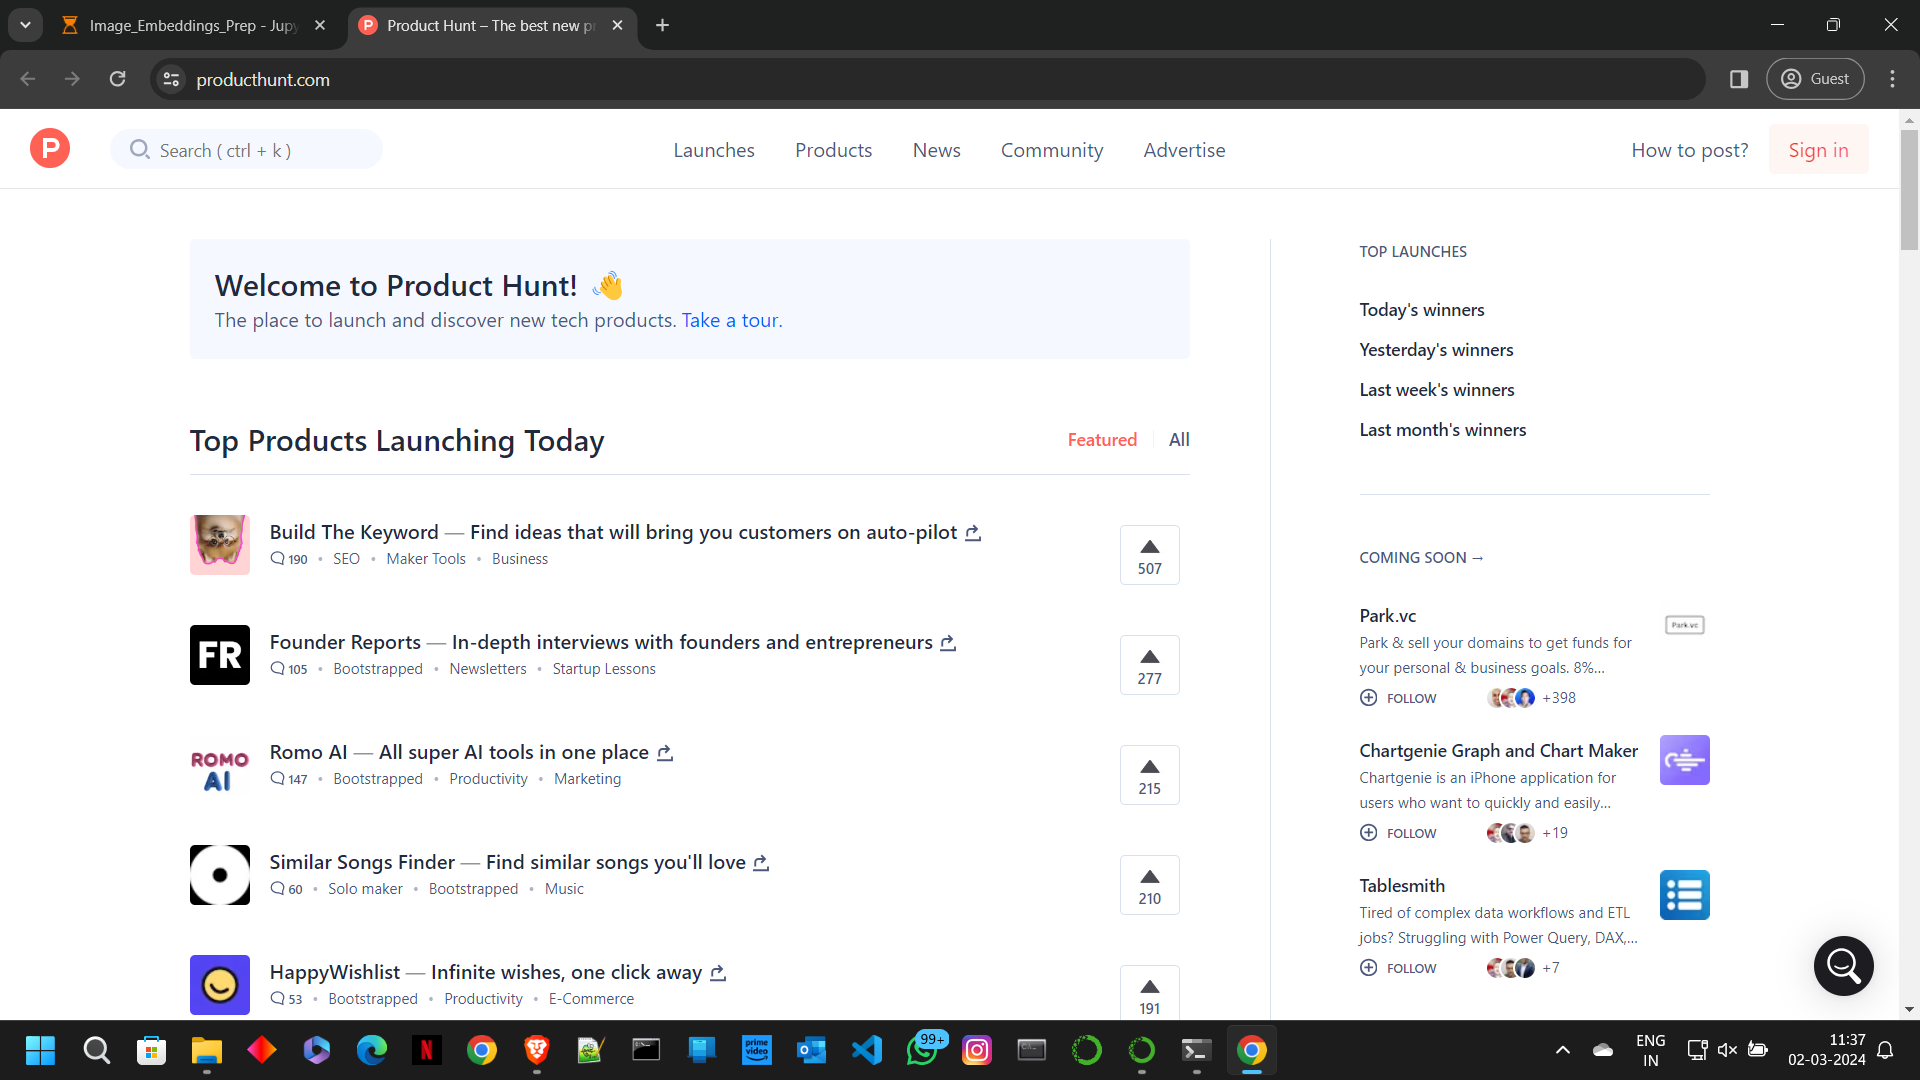 Image_Embeddings_Prep - Jupy
Product Hunt – The best new pr
producthunt.com
Guest
P
Search ( ctrl + k )
Launches
Products
News
Community
Advertise
How to post?
Sign in
Welcome to Product Hunt! 👋
The place to launch and discover new tech products. Take a tour.
Top Products Launching Today
Featured
All
Build The Keyword — Find ideas that will bring you customers on auto-pilot
190 • SEO • Maker Tools • Business
507
FR
Founder Reports — In-depth interviews with founders and entrepreneurs
105 • Bootstrapped • Newsletters • Startup Lessons
277
ROMO
AI
Romo AI — All super AI tools in one place
147 • Bootstrapped • Productivity • Marketing
215
Similar Songs Finder — Find similar songs you'll love
60 • Solo maker • Bootstrapped • Music
210
HappyWishlist — Infinite wishes, one click away
53 • Bootstrapped • Productivity • E-Commerce
191
TOP LAUNCHES
Today's winners
Yesterday's winners
Last week's winners
Last month's winners
COMING SOON →
Park.vc
Park.vc
Park & sell your domains to get funds for
your personal & business goals. 8%...
FOLLOW
+398
Chartgenie Graph and Chart Maker
Chartgenie is an iPhone application for
users who want to quickly and easily...
FOLLOW
+19
Tablesmith
Tired of complex data workflows and ETL
jobs? Struggling with Power Query, DAX,...
FOLLOW
+7
N
prime
video
99+
ENG
IN
11:37
02-03-2024